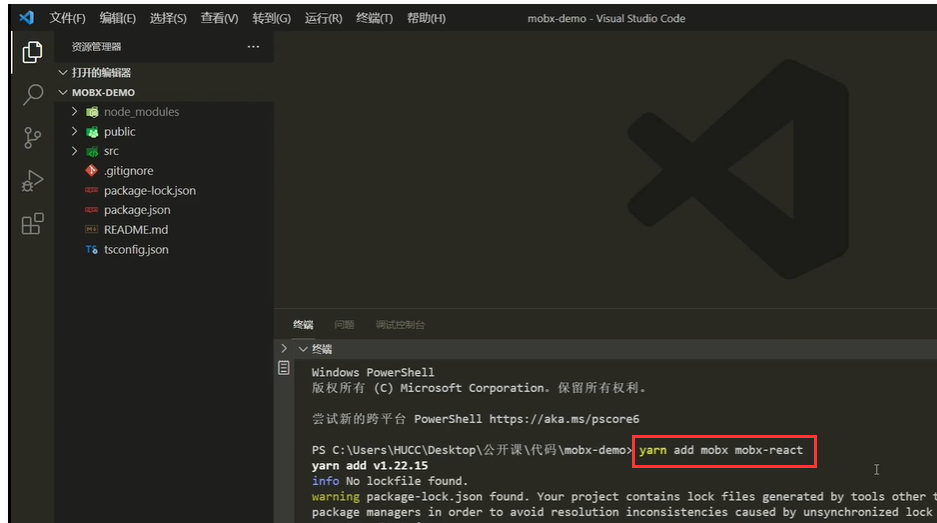 文件(F) 编辑(E) 选择(S) 查看(V) 转到(G) 运行(R) 终端(T) 帮助(H) mobx-demo - Visual Studio Code
资源管理器 ···
打开的编辑器
MOBX-DEMO
node_modules
public
src
.gitignore
package-lock.json
package.json
README.md
tsconfig.json
终端 问题 调试控制台
终端
Windows PowerShell
版权所有 (C) Microsoft Corporation。保留所有权利。
尝试新的跨平台 PowerShell https://aka.ms/pscore6
PS C:\Users\HUCC\Desktop\公开课\代码\mobx-demo> yarn add mobx mobx-react
yarn add v1.22.15
info No lockfile found.
warning package-lock.json found. Your project contains lock files generated by tools other t
package managers in order to avoid resolution inconsistencies caused by unsynchronized lock